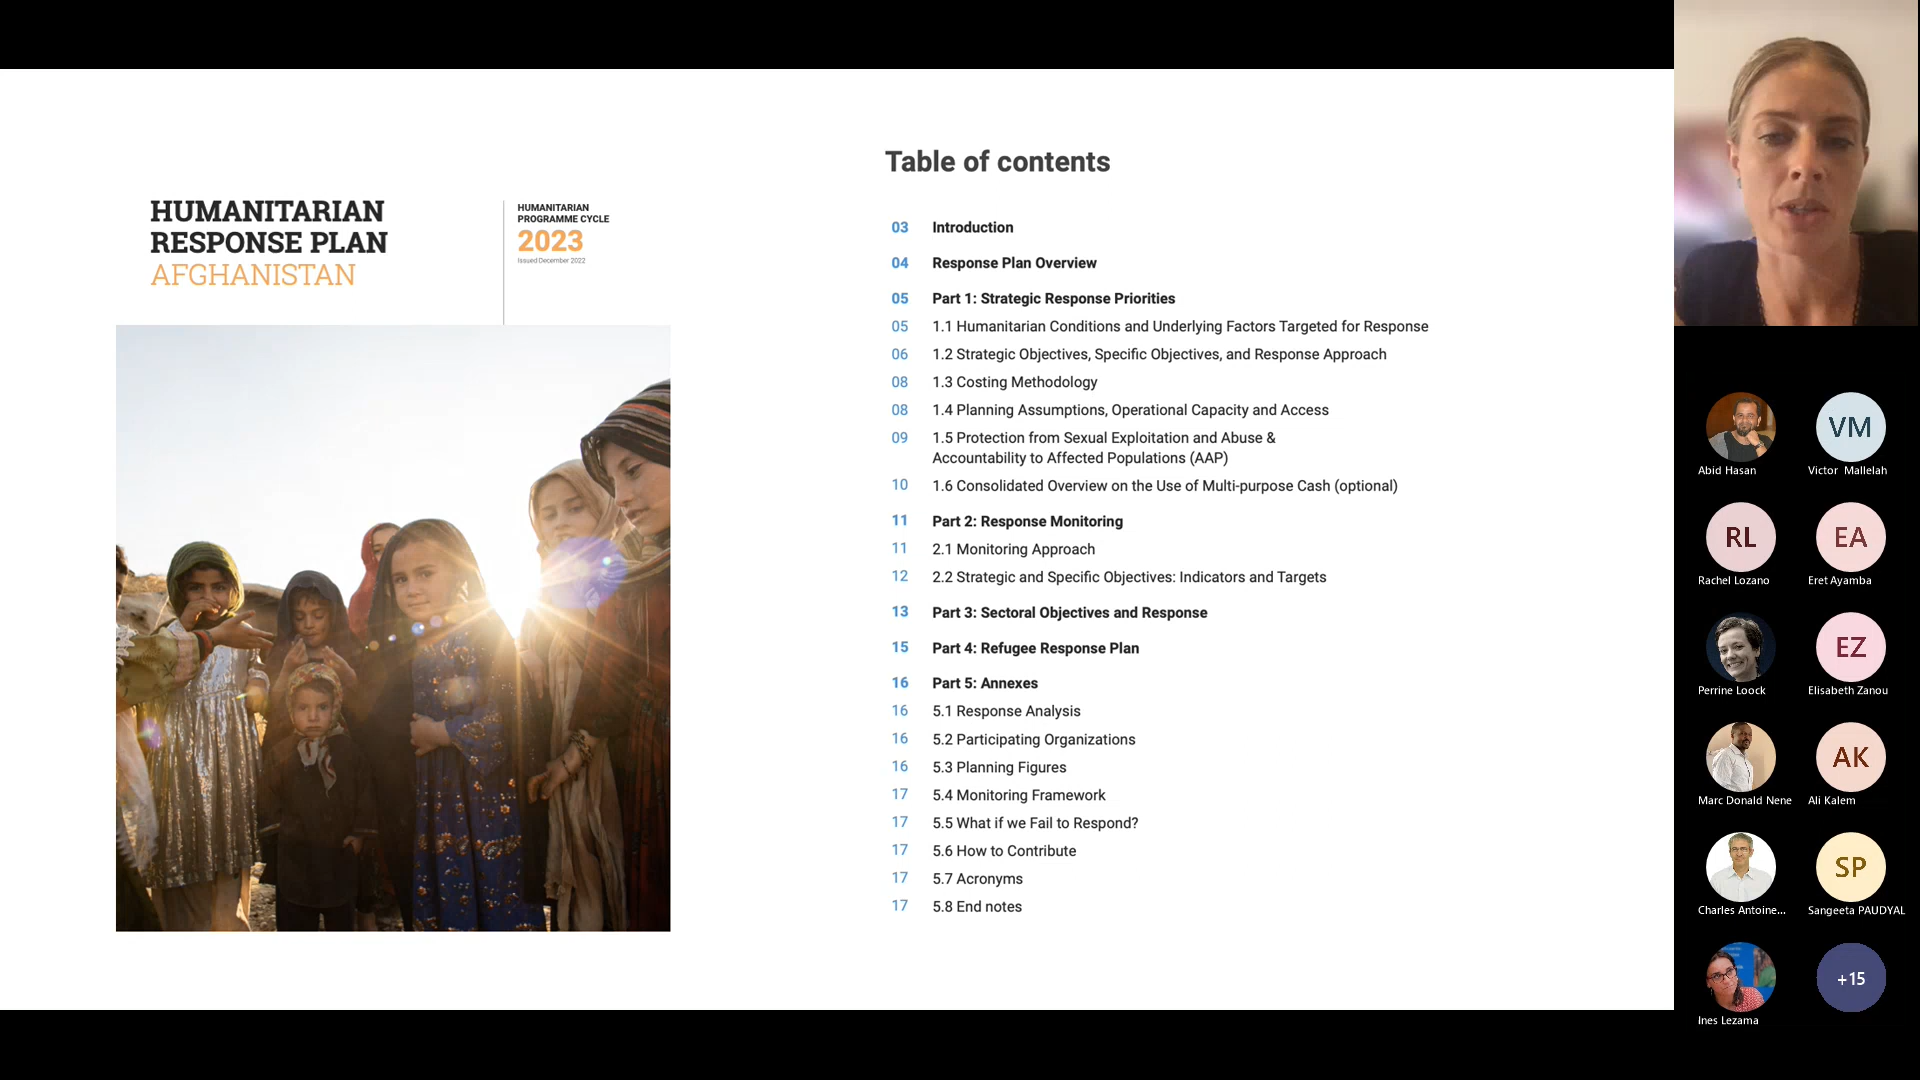 HUMANITARIAN
RESPONSE PLAN
AFGHANISTAN
HUMANITARIAN
PROGRAMME CYCLE
2023
Issued December 2022
Table of contents
03 Introduction
04 Response Plan Overview
05 Part 1: Strategic Response Priorities
05 1.1 Humanitarian Conditions and Underlying Factors Targeted for Response
06 1.2 Strategic Objectives, Specific Objectives, and Response Approach
08 1.3 Costing Methodology
08 1.4 Planning Assumptions, Operational Capacity and Access
09 1.5 Protection from Sexual Exploitation and Abuse &
Accountability to Affected Populations (AAP)
10 1.6 Consolidated Overview on the Use of Multi-purpose Cash (optional)
11 Part 2: Response Monitoring
11 2.1 Monitoring Approach
12 2.2 Strategic and Specific Objectives: Indicators and Targets
13 Part 3: Sectoral Objectives and Response
15 Part 4: Refugee Response Plan
16 Part 5: Annexes
16 5.1 Response Analysis
16 5.2 Participating Organizations
16 5.3 Planning Figures
17 5.4 Monitoring Framework
17 5.5 What if we Fail to Respond?
17 5.6 How to Contribute
17 5.7 Acronyms
17 5.8 End notes
VM
Abid Hasan
Victor Mallelah
RL
EA
Rachel Lozano
Eret Ayamba
EZ
Perrine Loock
Elisabeth Zanou
AK
Marc Donald Nene
Ali Kalem
SP
Charles Antoine...
Sangeeta PAUDYAL
+15
Ines Lezama